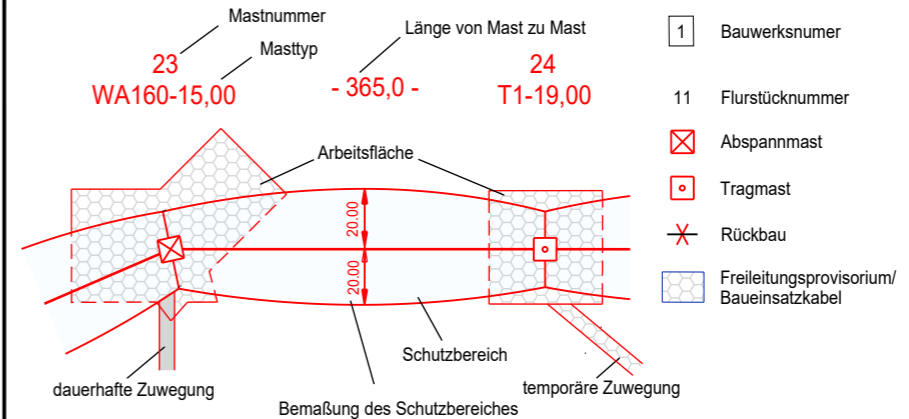 Mastnummer
Masttyp
Länge von Mast zu Mast
23
WA160-15,00
- 365,0 -
24
T1-19,00
Arbeitsfläche
20.00
20.00
Schutzbereich
dauerhafte Zuwegung
temporäre Zuwegung
Bemaßung des Schutzbereiches
1 Bauwerksnumer
11 Flurstücknummer
Abspannmast
Tragmast
Rückbau
Freileitungsprovisorium/
Baueinsatzkabel